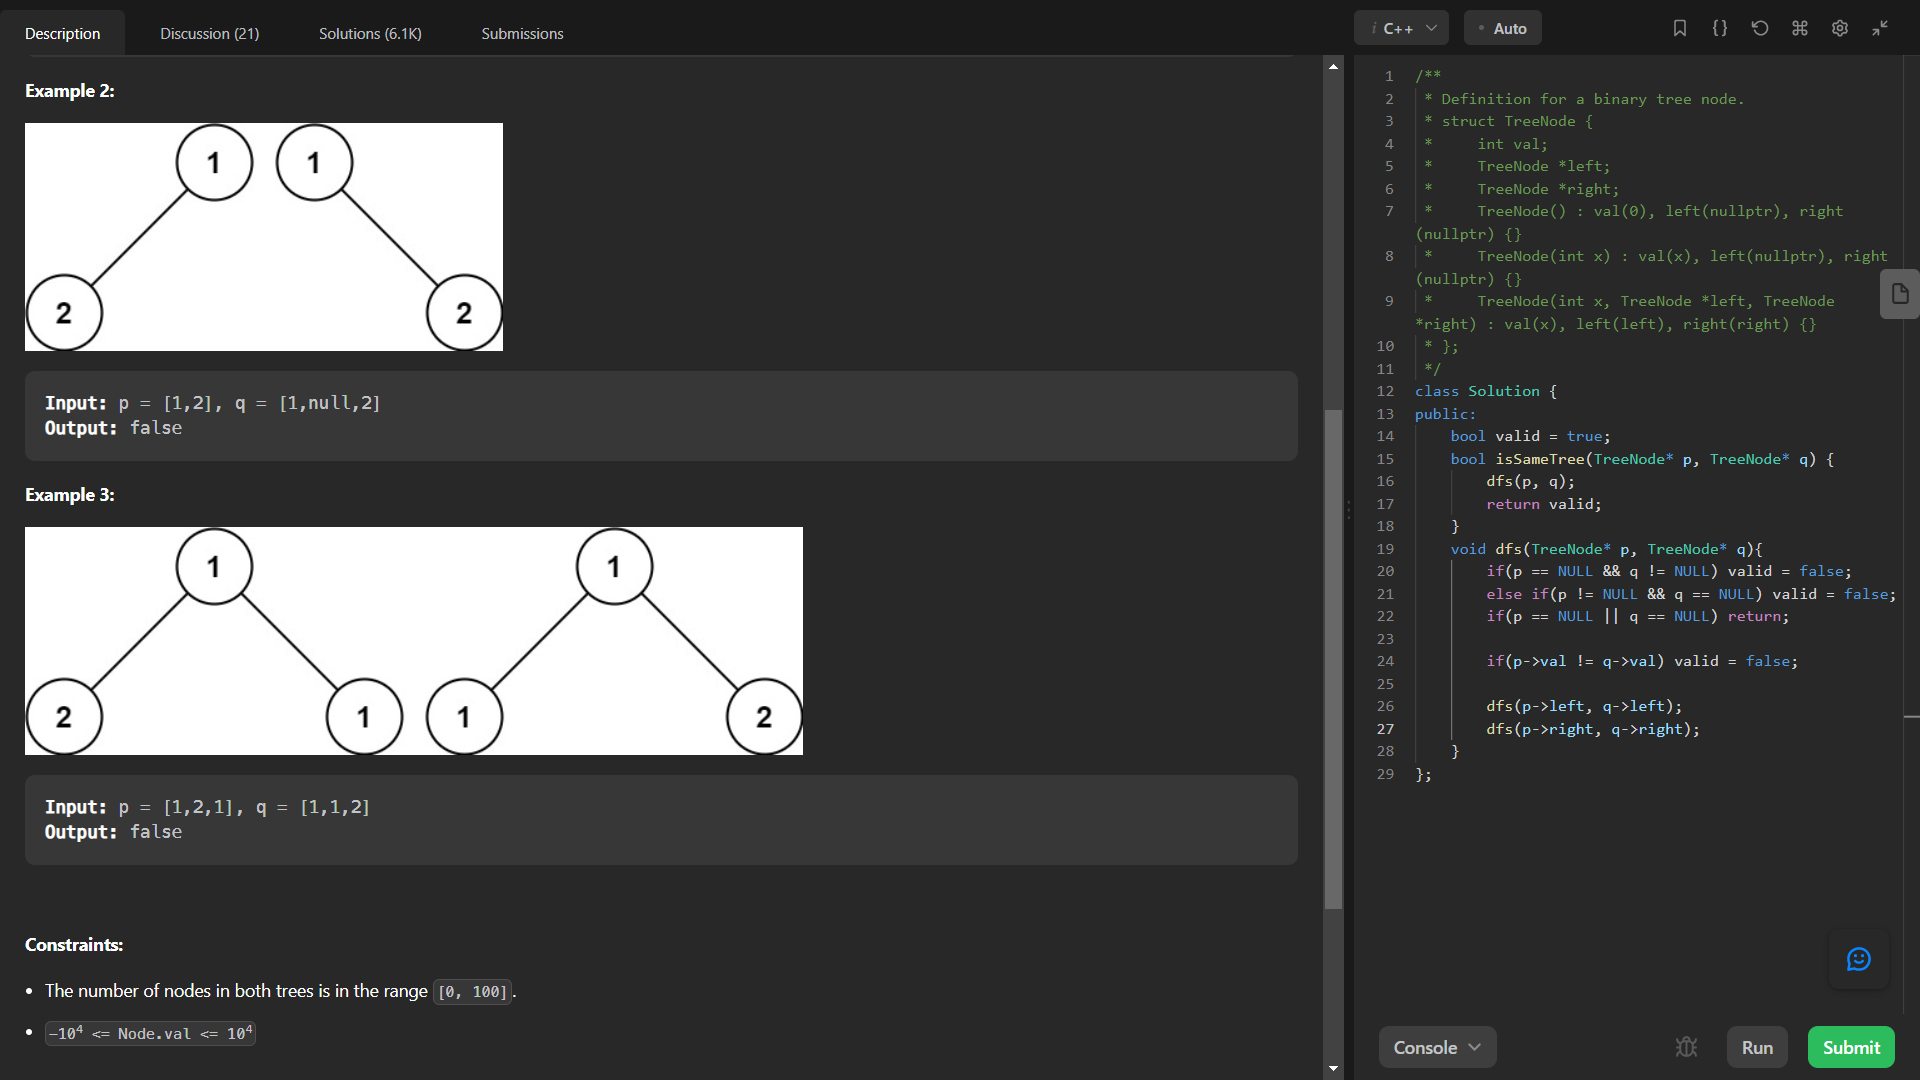 Description
Discussion (21)
Solutions (6.1K)
Submissions
Example 2:
1 1
2 2
Input: p = [1,2], q = [1,null,2]
Output: false
Example 3:
1 1
2 1 1 2
Input: p = [1,2,1], q = [1,1,2]
Output: false
Constraints:
• The number of nodes in both trees is in the range [0, 100].
• −10⁴ <= Node.val <= 10⁴
i C++
• Auto
1 /**
2 * Definition for a binary tree node.
3 * struct TreeNode {
4 *     int val;
5 *     TreeNode *left;
6 *     TreeNode *right;
7 *     TreeNode() : val(0), left(nullptr), right
(nullptr) {}
8 *     TreeNode(int x) : val(x), left(nullptr), right
(nullptr) {}
9 *     TreeNode(int x, TreeNode *left, TreeNode
*right) : val(x), left(left), right(right) {}
10 * };
11 */
12 class Solution {
13 public:
14     bool valid = true;
15     bool isSameTree(TreeNode* p, TreeNode* q) {
16         dfs(p, q);
17         return valid;
18     }
19     void dfs(TreeNode* p, TreeNode* q){
20         if(p == NULL && q != NULL) valid = false;
21         else if(p != NULL && q == NULL) valid = false;
22         if(p == NULL || q == NULL) return;
23
24         if(p->val != q->val) valid = false;
25
26         dfs(p->left, q->left);
27         dfs(p->right, q->right);
28     }
29 };
Console
Run
Submit